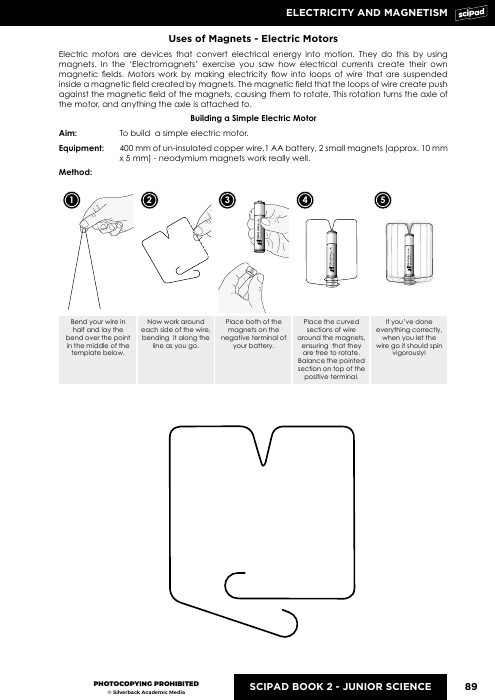 ELECTRICITY AND MAGNETISM
scipad
Uses of Magnets - Electric Motors
Electric motors are devices that convert electrical energy into motion. They do this by using
magnets. In the ‘Electromagnets’ exercise you saw how electrical currents create their own
magnetic fields. Motors work by making electricity flow into loops of wire that are suspended
inside a magnetic field created by magnets. The magnetic field that the loops of wire create push
against the magnetic field of the magnets, causing them to rotate. This rotation turns the axle of
the motor, and anything the axle is attached to.
Building a Simple Electric Motor
Aim: To build a simple electric motor.
Equipment: 400 mm of un-insulated copper wire,1 AA battery, 2 small magnets (approx. 10 mm
x 5 mm) - neodymium magnets work really well.
Method:
1
2
3
4
5
Bend your wire in
half and lay the
bend over the point
in the middle of the
template below.
Now work around
each side of the wire,
bending it along the
line as you go.
Place both of the
magnets on the
negative terminal of
your battery.
Place the curved
sections of wire
around the magnets,
ensuring that they
are free to rotate.
Balance the pointed
section on top of the
positive terminal.
If you’ve done
everything correctly,
when you let the
wire go it should spin
vigorously!
PHOTOCOPYING PROHIBITED
© Silverback Academic Media
SCIPAD BOOK 2 - JUNIOR SCIENCE
89